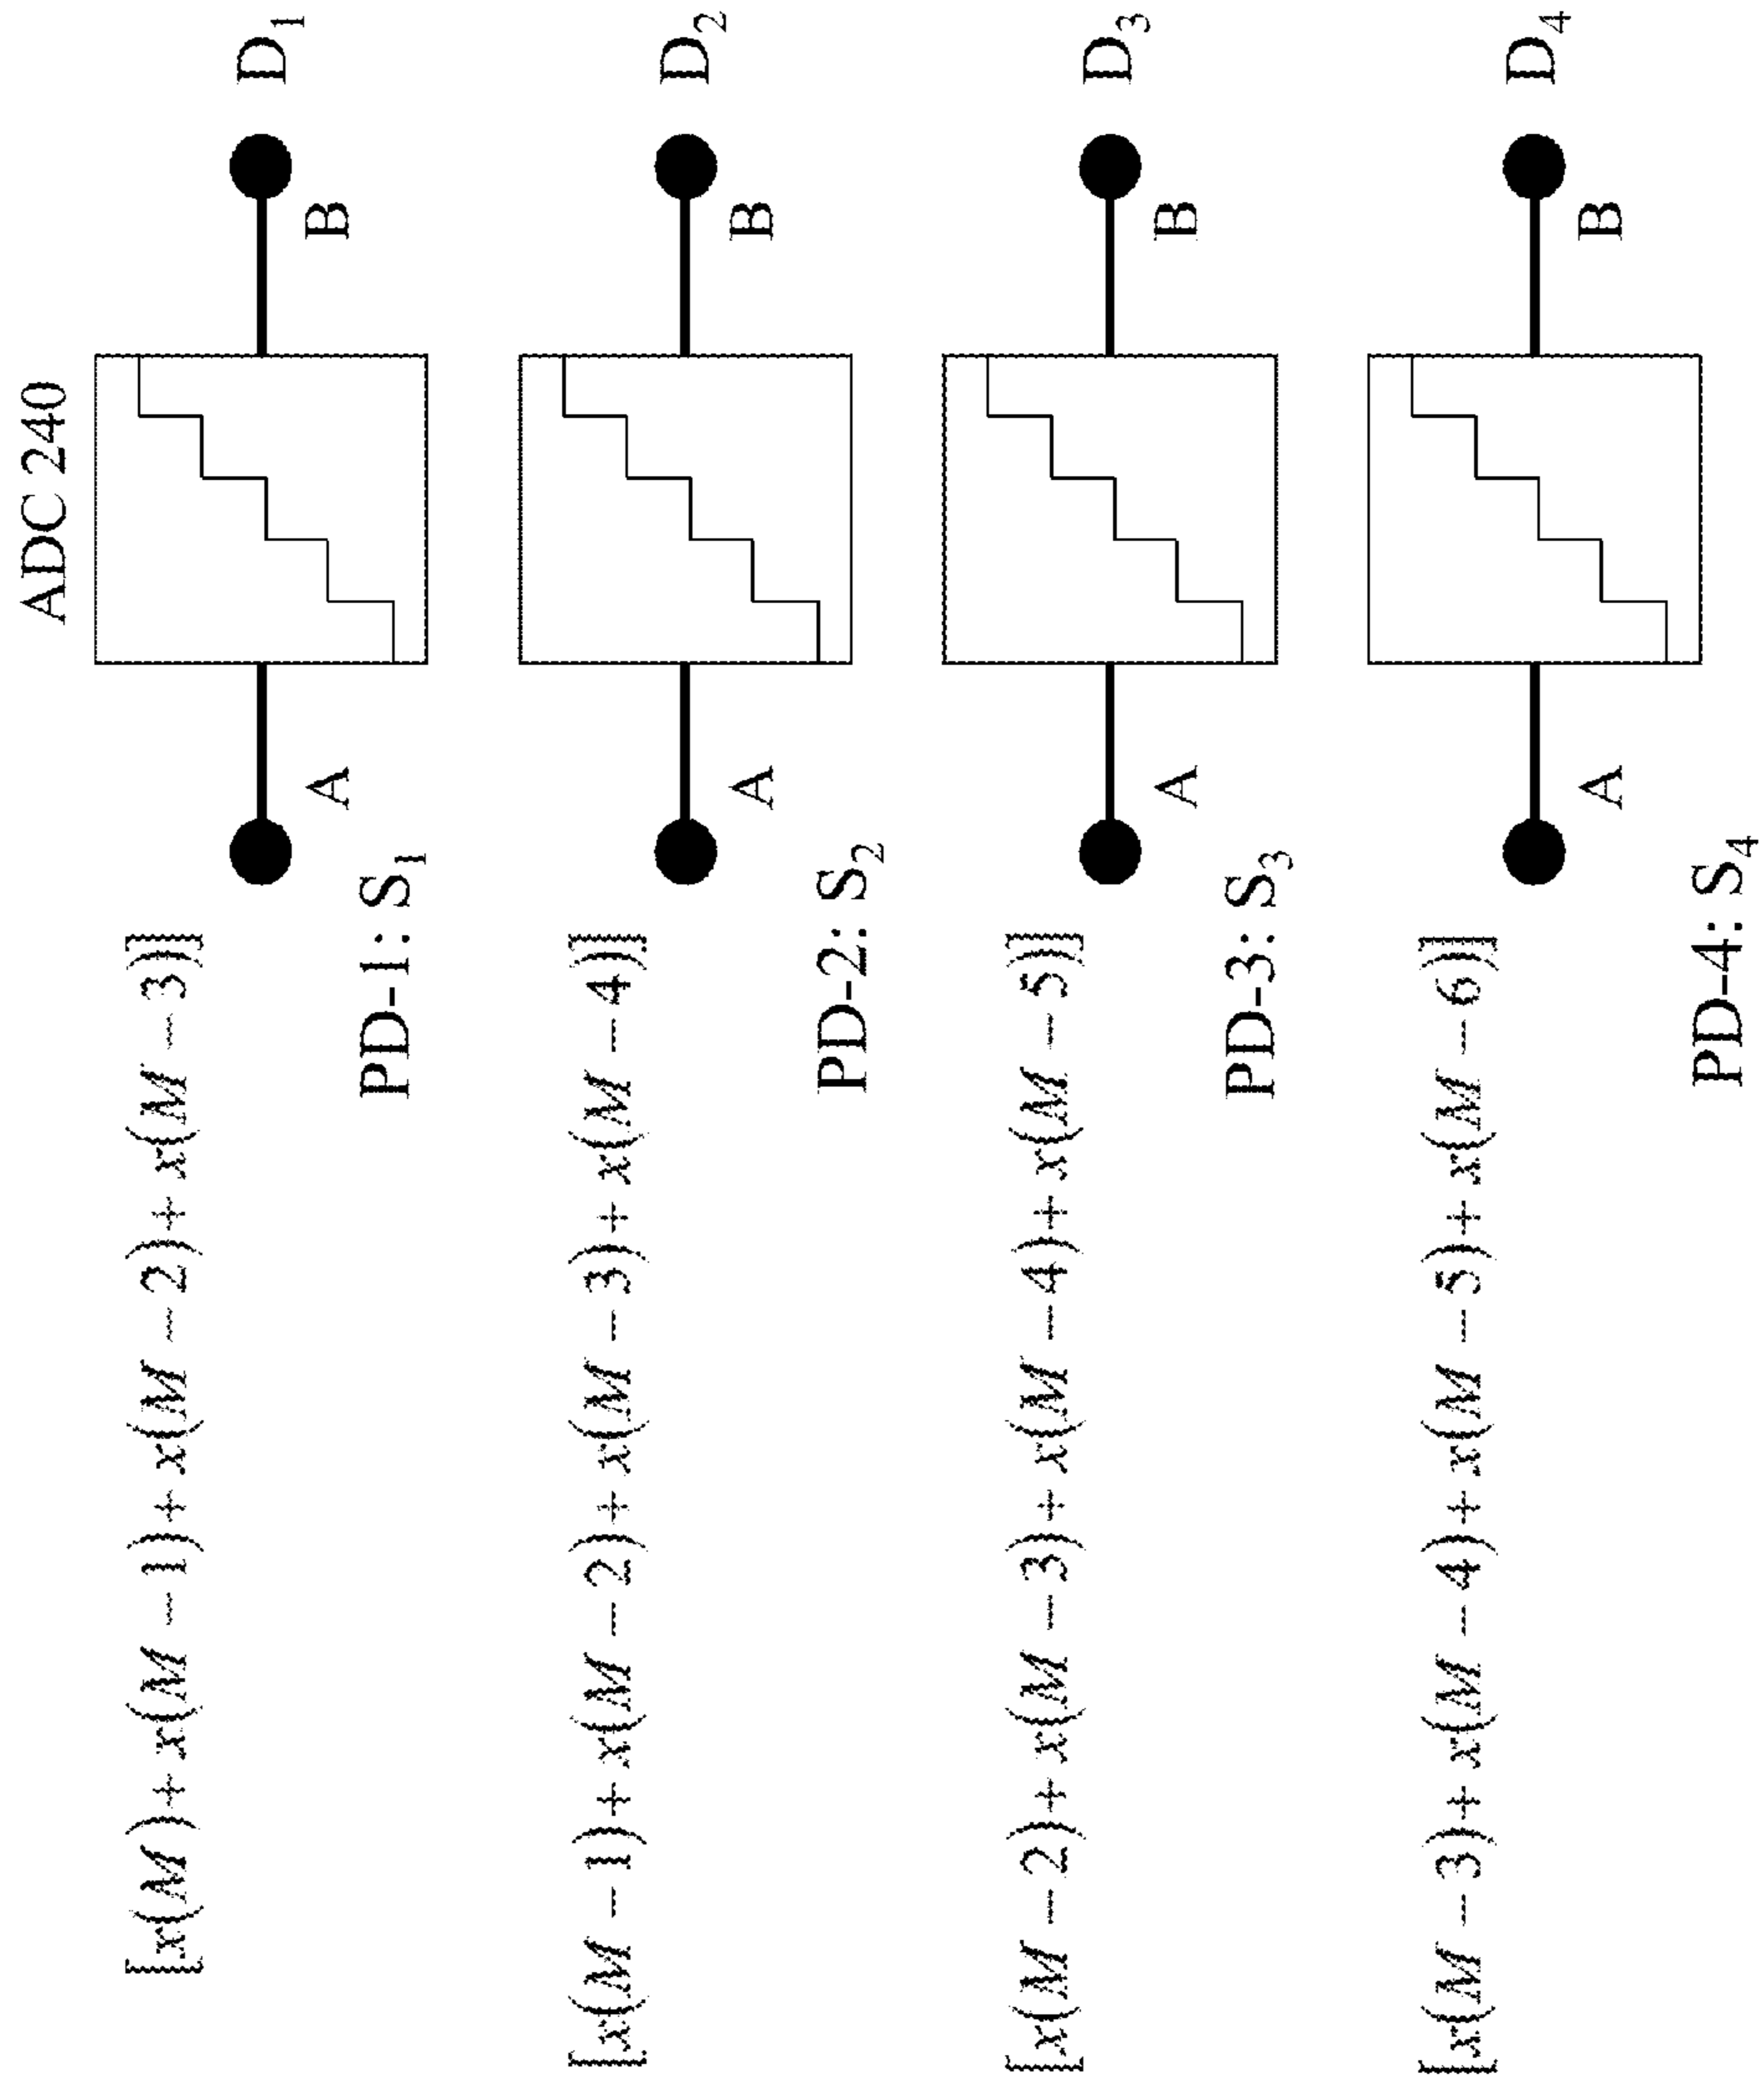 ADC 240
[x(M)+ x(M − 1)+ x(M − 2)+ x(M − 3)]
A
B
D1
PD-1: S1
[x(M − 1)+ x(M − 2)+ x(M − 3)+ x(M − 4)]
A
B
D2
PD-2: S2
[x(M − 2)+ x(M − 3)+ x(M − 4)+ x(M − 5)]
A
B
D3
PD-3: S3
[x(M − 3)+ x(M − 4)+ x(M − 5)+ x(M − 6)]
A
B
D4
PD-4: S4